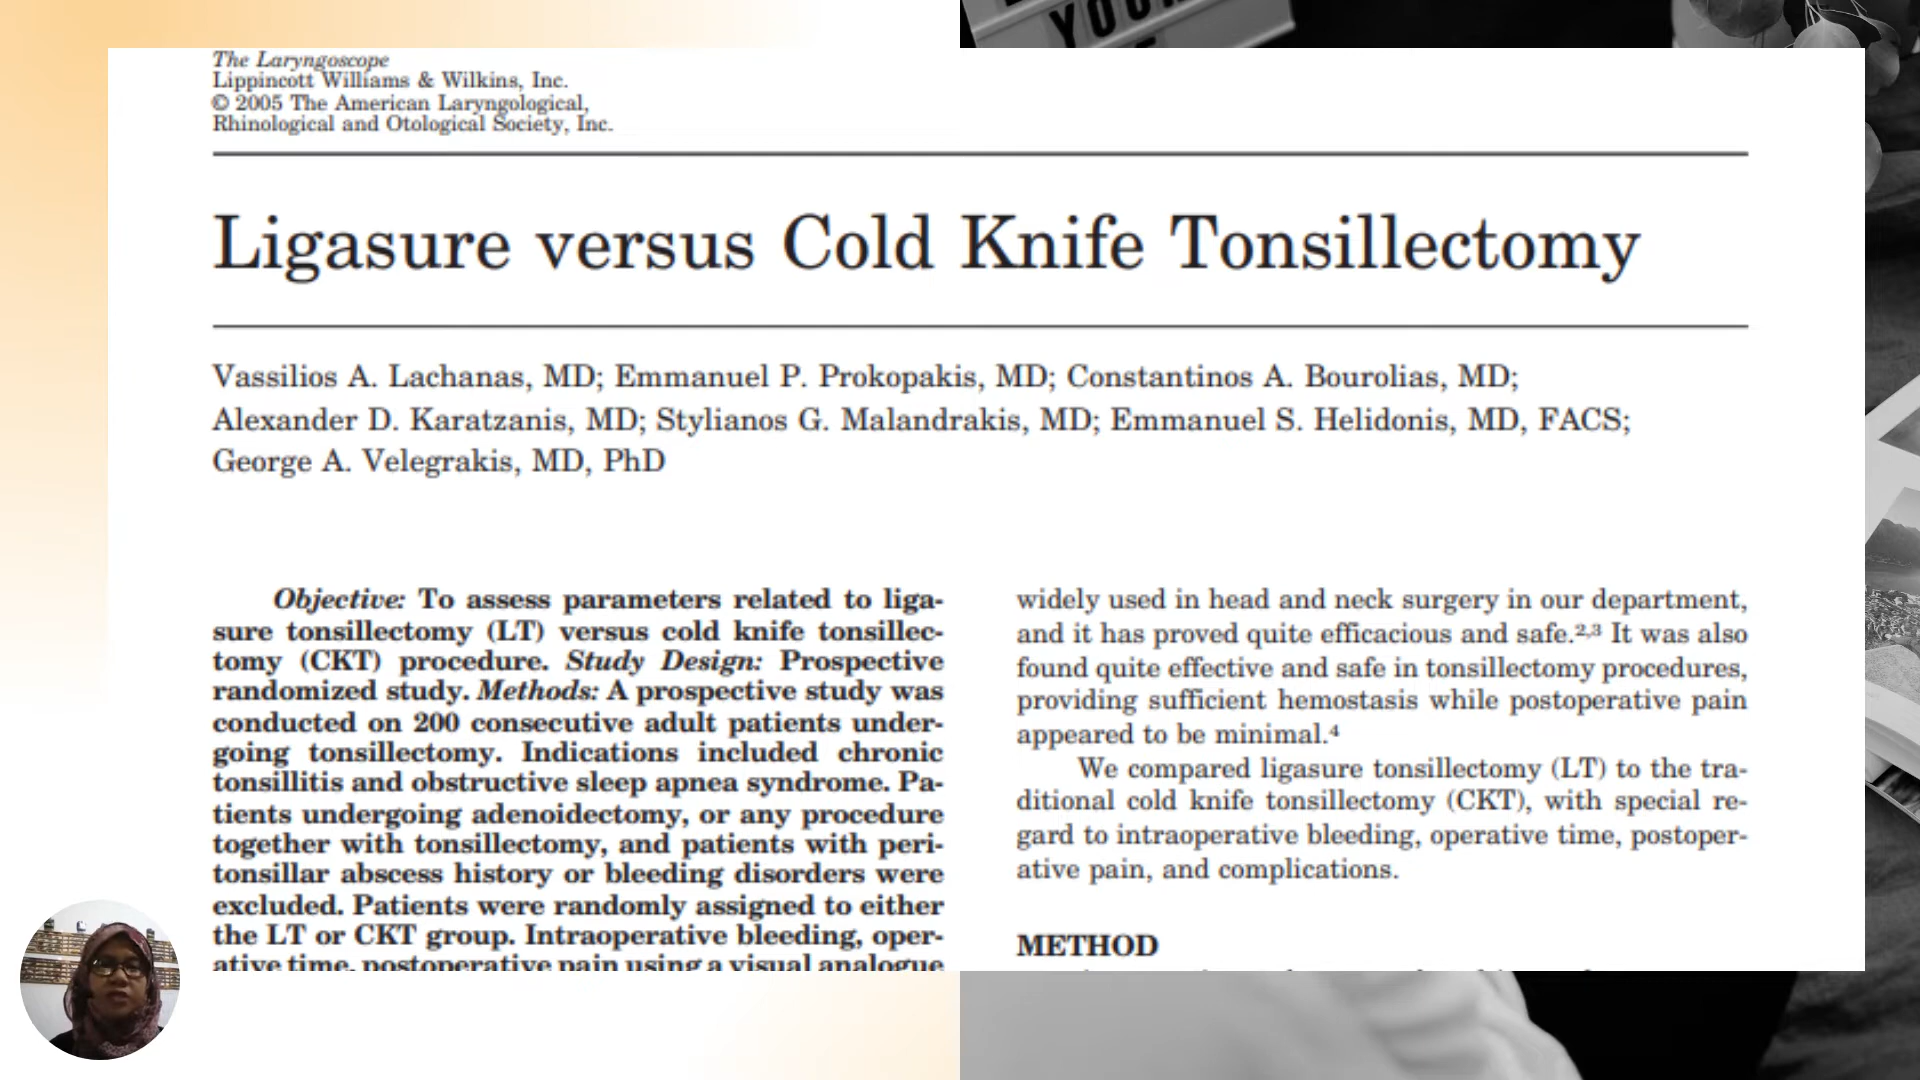 YOUR
The Laryngoscope
Lippincott Williams & Wilkins, Inc.
© 2005 The American Laryngological,
Rhinological and Otological Society, Inc.
Ligasure versus Cold Knife Tonsillectomy
Vassilios A. Lachanas, MD; Emmanuel P. Prokopakis, MD; Constantinos A. Bourolias, MD;
Alexander D. Karatzanis, MD; Stylianos G. Malandrakis, MD; Emmanuel S. Helidonis, MD, FACS;
George A. Velegrakis, MD, PhD
Objective: To assess parameters related to liga-
sure tonsillectomy (LT) versus cold knife tonsillec-
tomy (CKT) procedure. Study Design: Prospective
randomized study. Methods: A prospective study was
conducted on 200 consecutive adult patients under-
going tonsillectomy. Indications included chronic
tonsillitis and obstructive sleep apnea syndrome. Pa-
tients undergoing adenoidectomy, or any procedure
together with tonsillectomy, and patients with peri-
tonsillar abscess history or bleeding disorders were
excluded. Patients were randomly assigned to either
the LT or CKT group. Intraoperative bleeding, oper-
ative time, postoperative pain using a visual analogue
widely used in head and neck surgery in our department,
and it has proved quite efficacious and safe.2,3 It was also
found quite effective and safe in tonsillectomy procedures,
providing sufficient hemostasis while postoperative pain
appeared to be minimal.4
We compared ligasure tonsillectomy (LT) to the tra-
ditional cold knife tonsillectomy (CKT), with special re-
gard to intraoperative bleeding, operative time, postoper-
ative pain, and complications.
METHOD